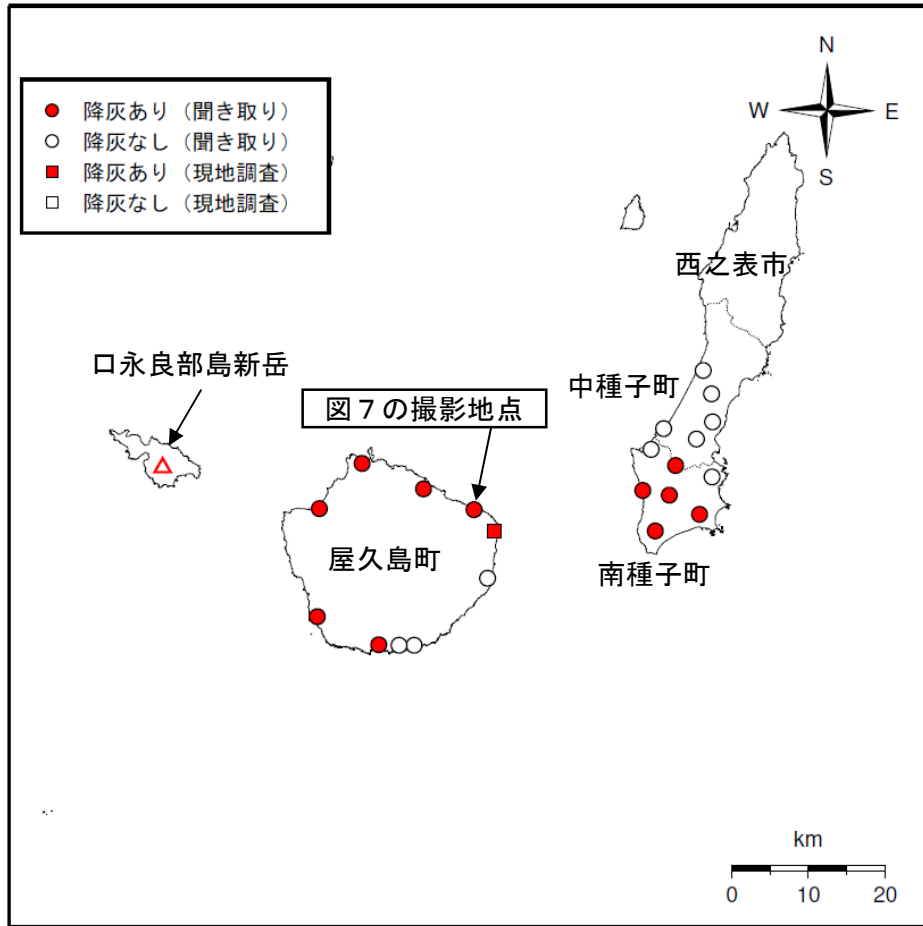 N
W E
S
降灰あり（聞き取り）
降灰なし（聞き取り）
降灰あり（現地調査）
降灰なし（現地調査）
西之表市
口永良部島新岳
中種子町
図７の撮影地点
屋久島町
南種子町
km
0 10 20